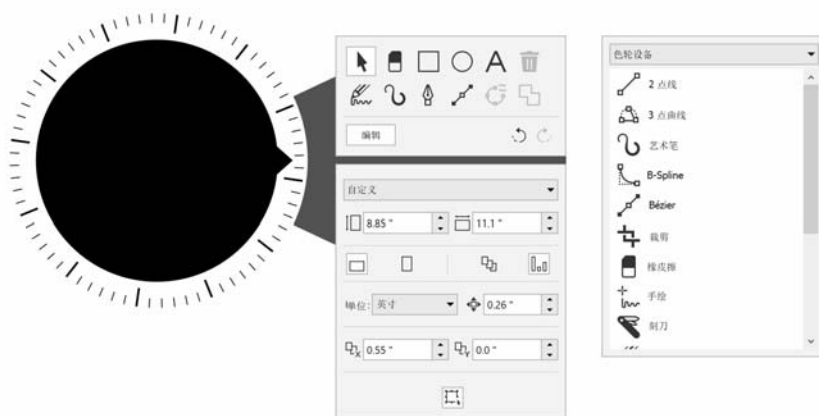 A
编辑
自定义
8.85 "
11.1 "
单位:
英寸
0.26 "
X 0.55 "
Y 0.0 "
色轮设备
2 点线
3 点曲线
艺术笔
B-Spline
Bézier
裁剪
橡皮擦
手绘
刻刀